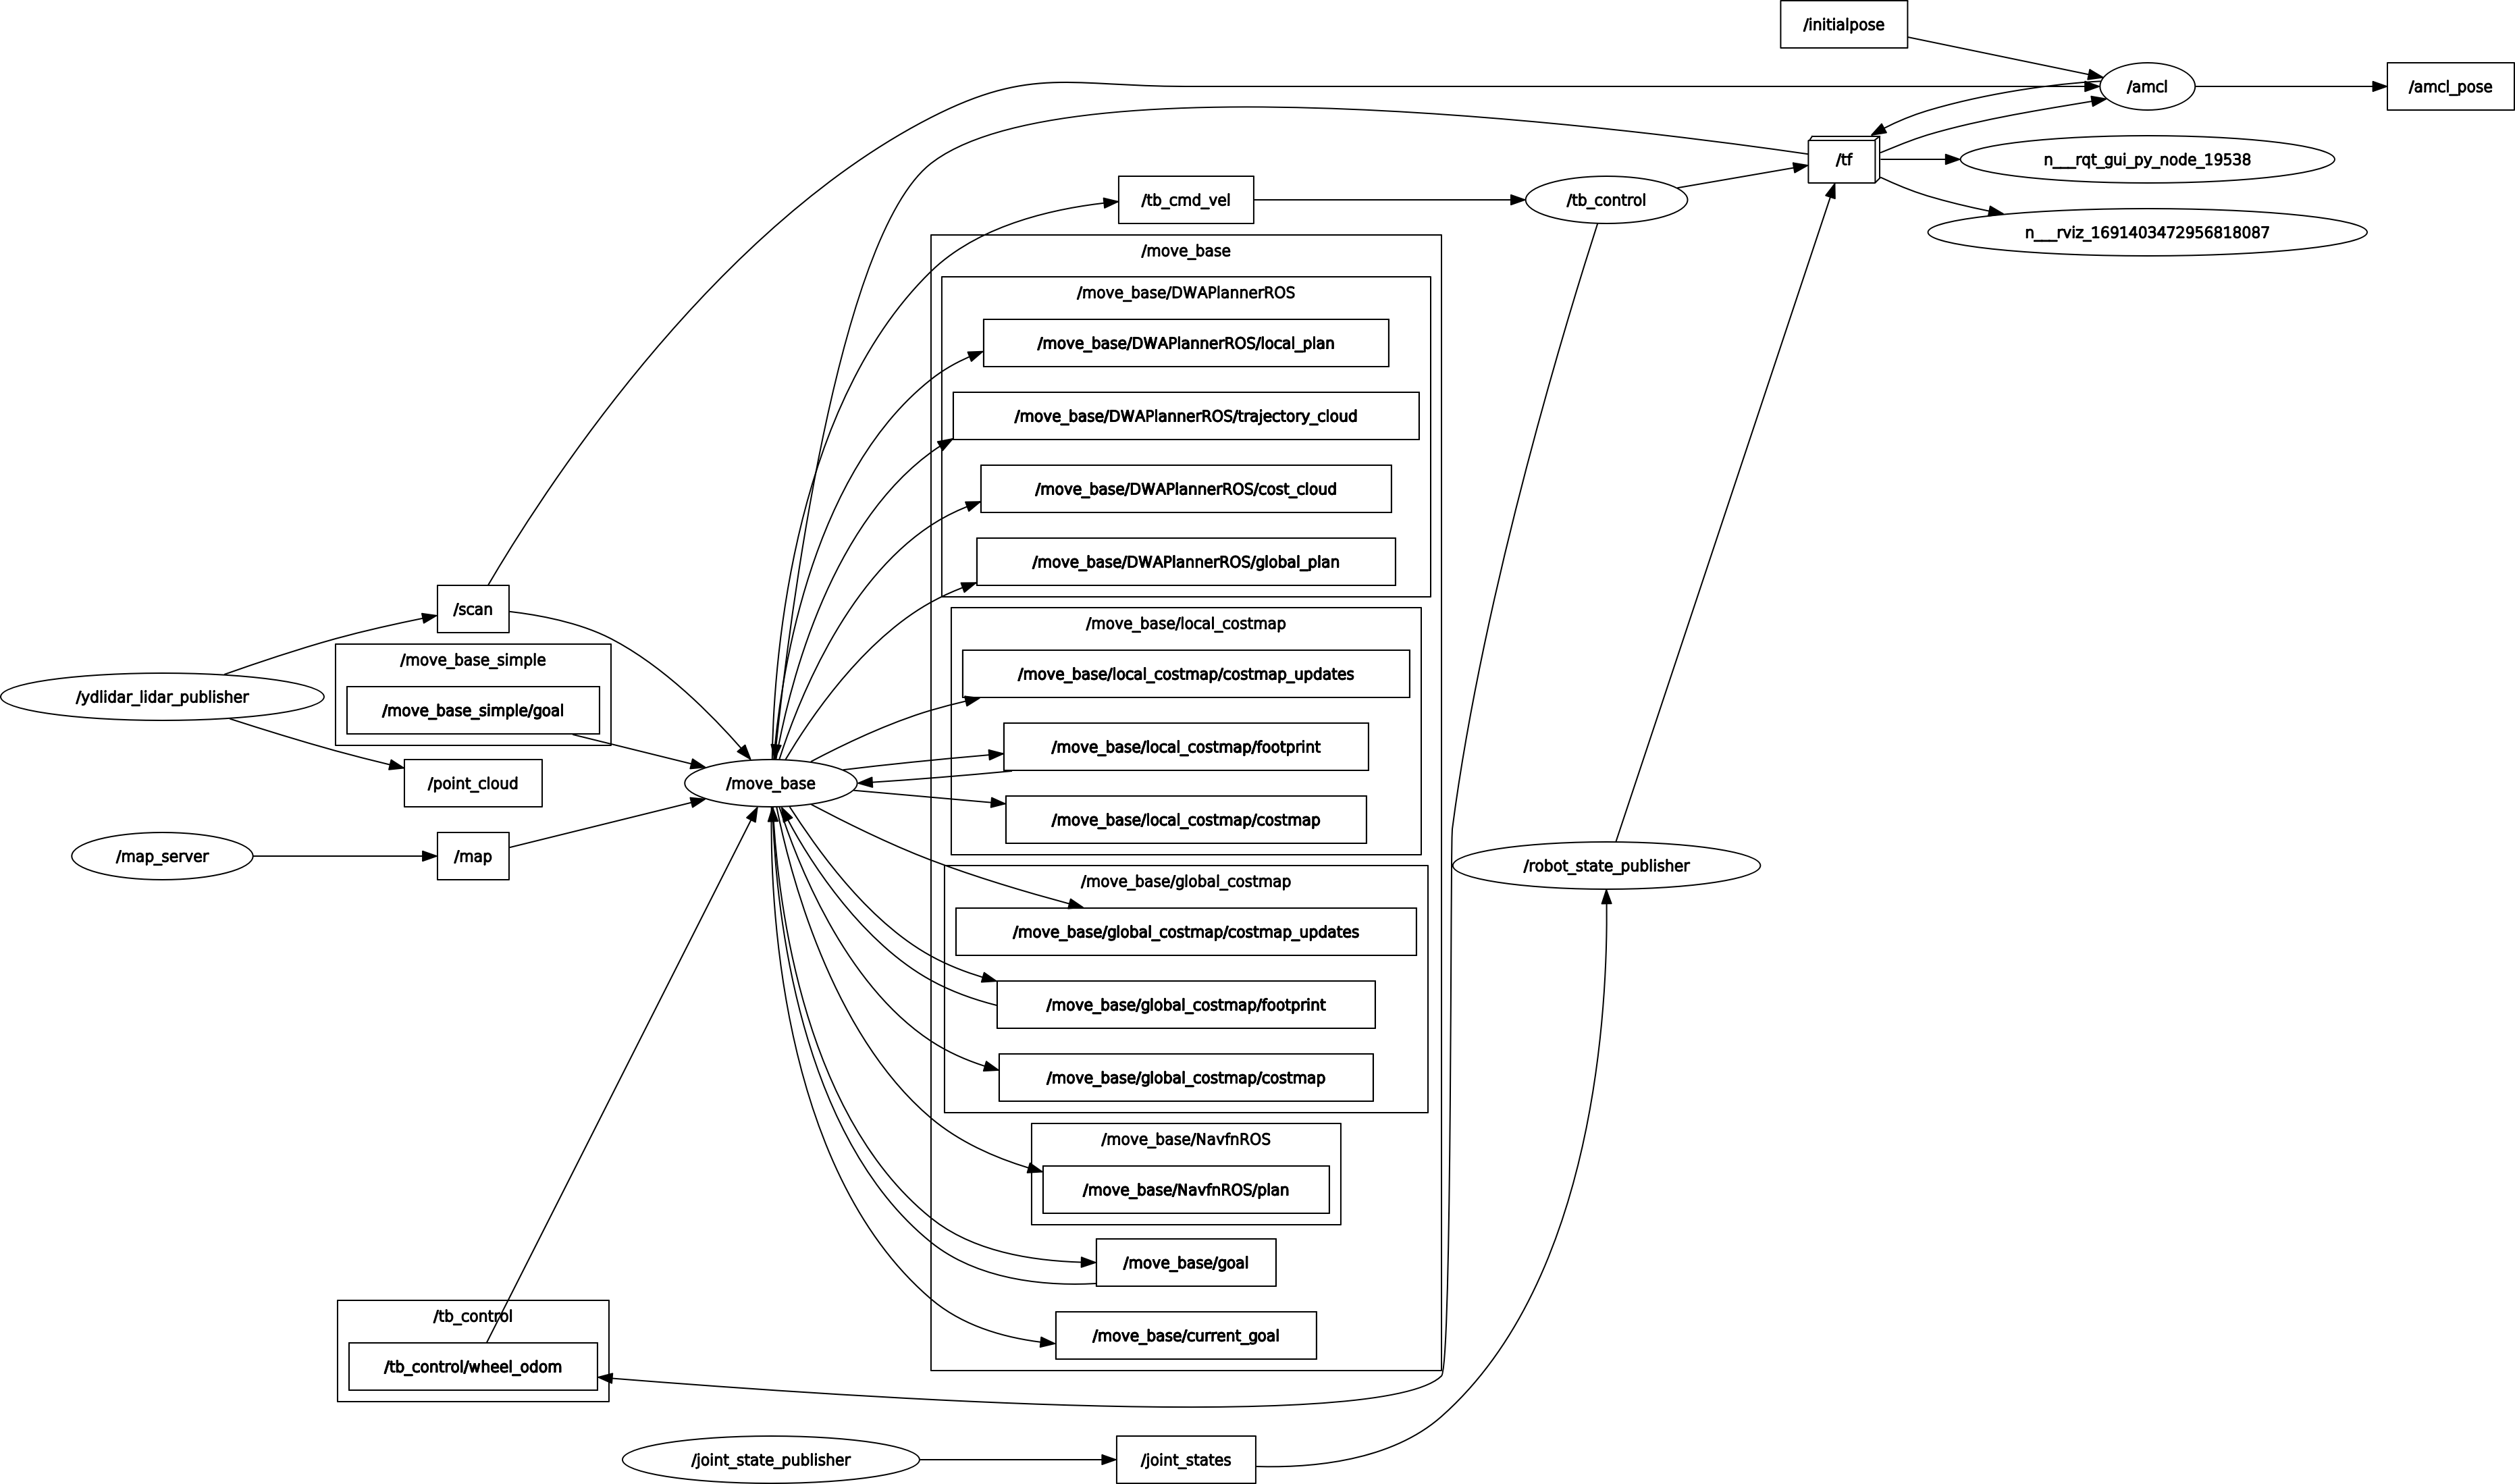 /initialpose
/amcl
/amcl_pose
/tf
n___rqt_gui_py_node_19538
/tb_cmd_vel
/tb_control
n___rviz_1691403472956818087
/move_base
/move_base/DWAPlannerROS
/move_base/DWAPlannerROS/local_plan
/move_base/DWAPlannerROS/trajectory_cloud
/move_base/DWAPlannerROS/cost_cloud
/move_base/DWAPlannerROS/global_plan
/scan
/move_base/local_costmap
/move_base_simple
/move_base/local_costmap/costmap_updates
/ydlidar_lidar_publisher
/move_base_simple/goal
/move_base/local_costmap/footprint
/point_cloud
/move_base
/move_base/local_costmap/costmap
/map_server
/map
/robot_state_publisher
/move_base/global_costmap
/move_base/global_costmap/costmap_updates
/move_base/global_costmap/footprint
/move_base/global_costmap/costmap
/move_base/NavfnROS
/move_base/NavfnROS/plan
/move_base/goal
/tb_control
/move_base/current_goal
/tb_control/wheel_odom
/joint_state_publisher
/joint_states